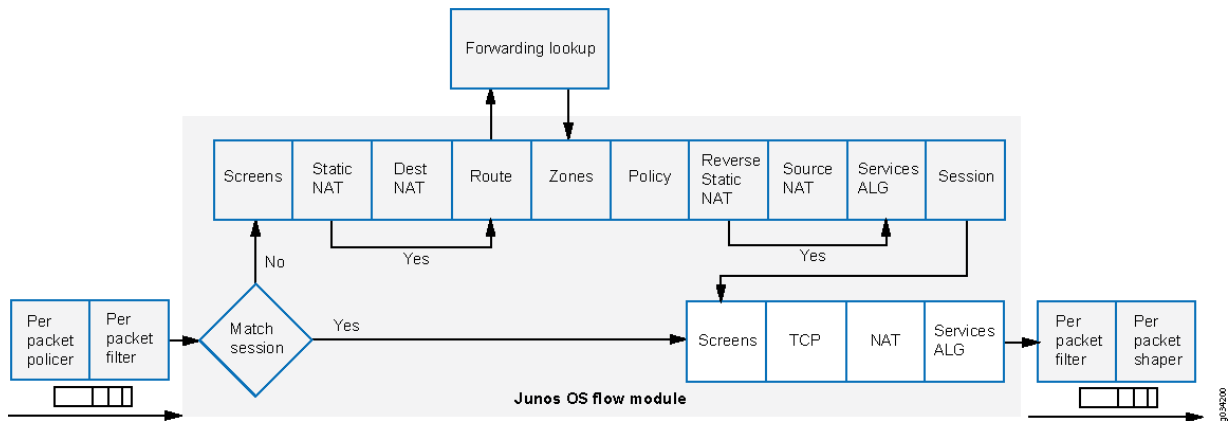 Forwarding lookup
Screens
Static
NAT
Dest
NAT
Route
Zones
Policy
Reverse
Static
NAT
Source
NAT
Services
ALG
Session
No
Yes
Yes
Per
packet
policer
Per
packet
filter
Match
session
Yes
Screens
TCP
NAT
Services
ALG
Per
packet
filter
Per
packet
shaper
Junos OS flow module
g034200